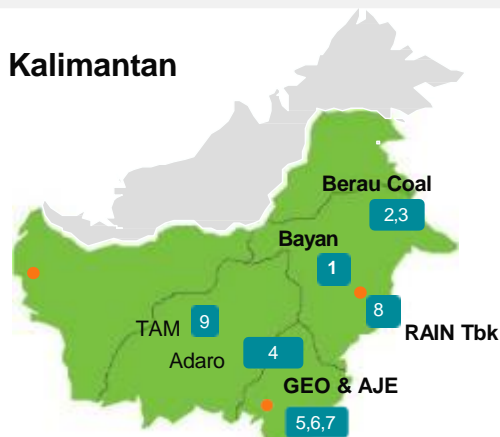 Kalimantan
Berau Coal
2,3
Bayan
1
8
RAIN Tbk
TAM 9
Adaro 4
GEO & AJE
5,6,7